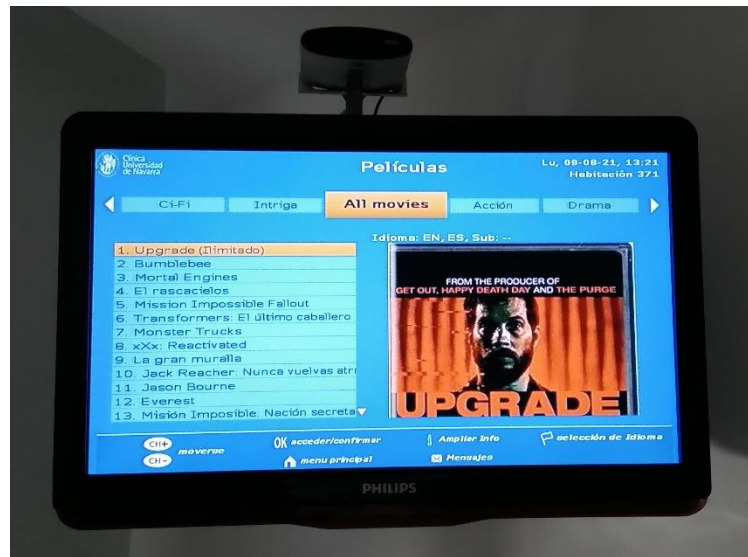 Clínica
Universidad
de Navarra
Películas
Lu, 09-08-21, 13:21
Habitación 371
Ci-Fi
Intriga
All movies
Acción
Drama
Idioma: EN, ES, Sub: --
1. Upgrade (Ilimitado)
2. Bumblebee
3. Mortal Engines
4. El rascacielos
5. Mission Impossible Fallout
6. Transformers: El último caballero
7. Monster Trucks
8. xXx: Reactivated
9. La gran muralla
10. Jack Reacher: Nunca vuelvas atrá
11. Jason Bourne
12. Everest
13. Misión Imposible. Nación secreta
FROM THE PRODUCER OF
GET OUT, HAPPY DEATH DAY AND THE PURGE
UPGRADE
CH+
CH-
moverse
OK acceder/confirmar
menu principal
i Ampliar Info
Mensajes
selección de Idioma
PHILIPS